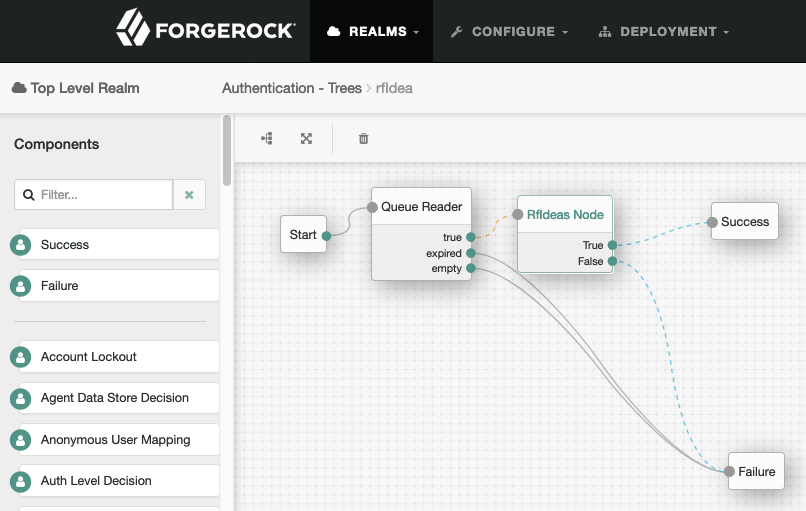 FORGEROCK
REALMS
CONFIGURE
DEPLOYMENT
Top Level Realm
Authentication - Trees > rfIdea
Components
Filter...
Success
Failure
Account Lockout
Agent Data Store Decision
Anonymous User Mapping
Auth Level Decision
Start
Queue Reader
true
expired
empty
RfIdeas Node
True
False
Success
Failure